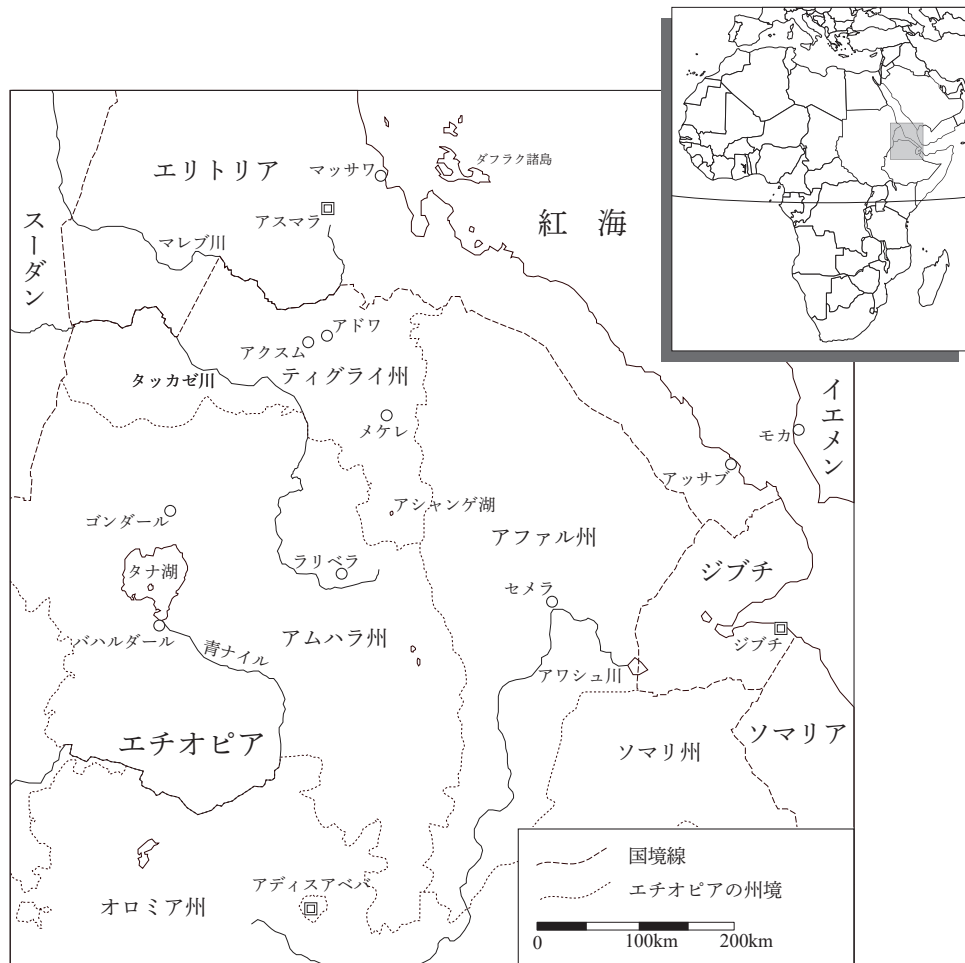 ダフラク諸島
エリトリア
マッサワ
アスマラ
紅 海
スーダン
マレブ川
アドワ
アクスム
ティグライ州
タッカゼ川
メケレ
イエメン
モカ
アッサブ
アシャンゲ湖
ゴンダール
アファル州
ラリベラ
タナ湖
ジブチ
セメラ
アムハラ州
バハルダール
青ナイル
ジブチ
アワシュ川
エチオピア
ソマリ州
ソマリア
アディスアベバ
オロミア州
国境線
エチオピアの州境
0 100km 200km